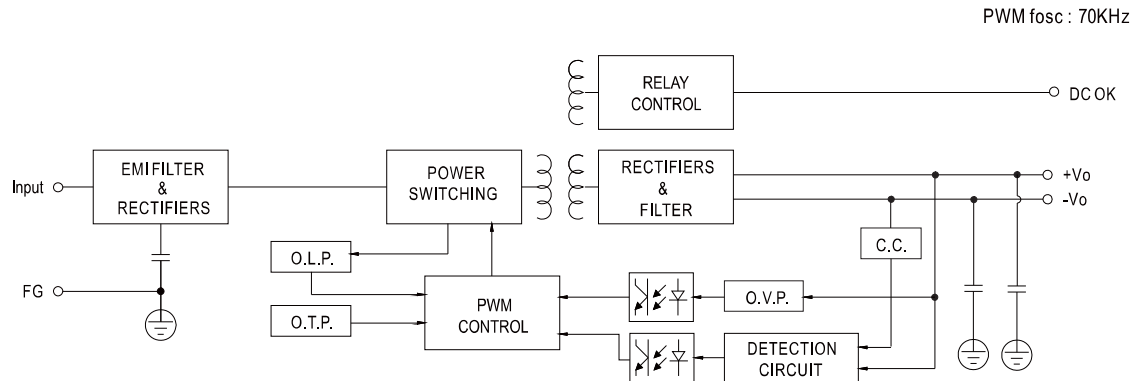 PWM fosc : 70KHz
RELAY
CONTROL
DC OK
Input
EMI FILTER
&
RECTIFIERS
POWER
SWITCHING
RECTIFIERS
&
FILTER
+Vo
-Vo
C.C.
O.L.P.
FG
O.T.P.
PWM
CONTROL
O.V.P.
DETECTION
CIRCUIT